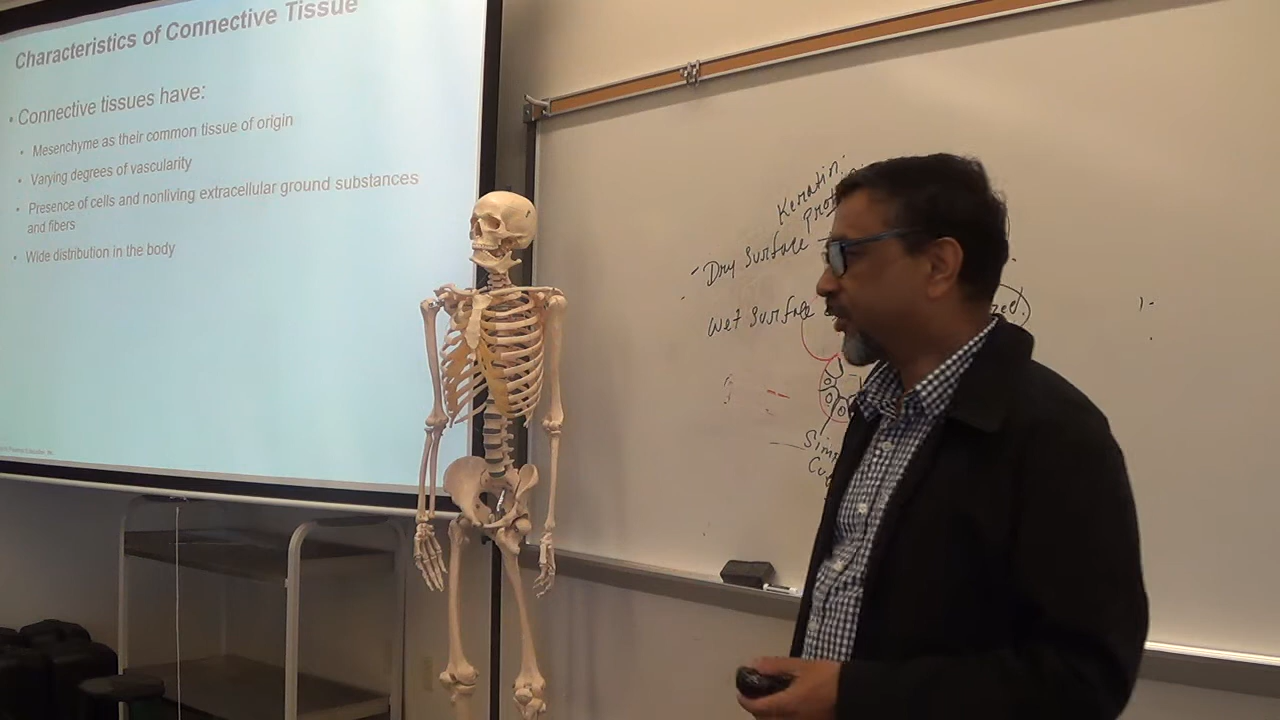 Characteristics of Connective Tissue
• Connective tissues have:
• Mesenchyme as their common tissue of origin
• Varying degrees of vascularity
• Presence of cells and nonliving extracellular ground substances
and fibers
• Wide distribution in the body
Keratin:
- Dry Surface
Wet Surface